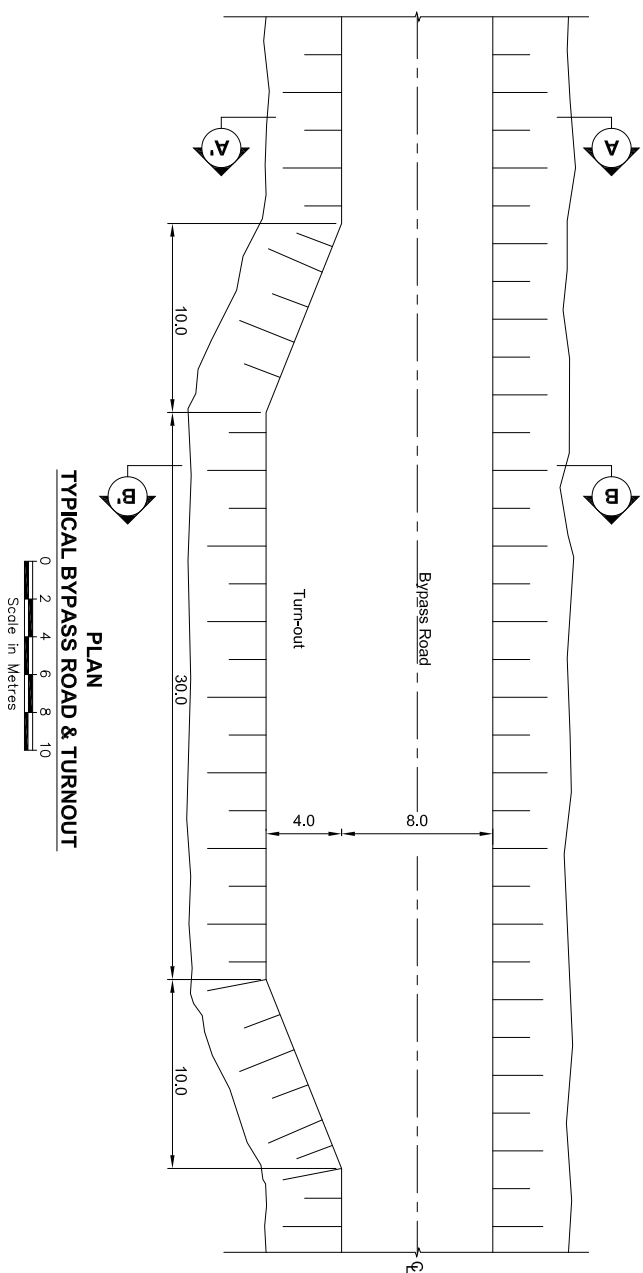 A'
A
10.0
B'
B
Bypass Road
Turn-out
30.0
4.0
8.0
10.0
℄
PLAN
TYPICAL BYPASS ROAD & TURNOUT
0 2 4 6 8 10
Scale in Metres